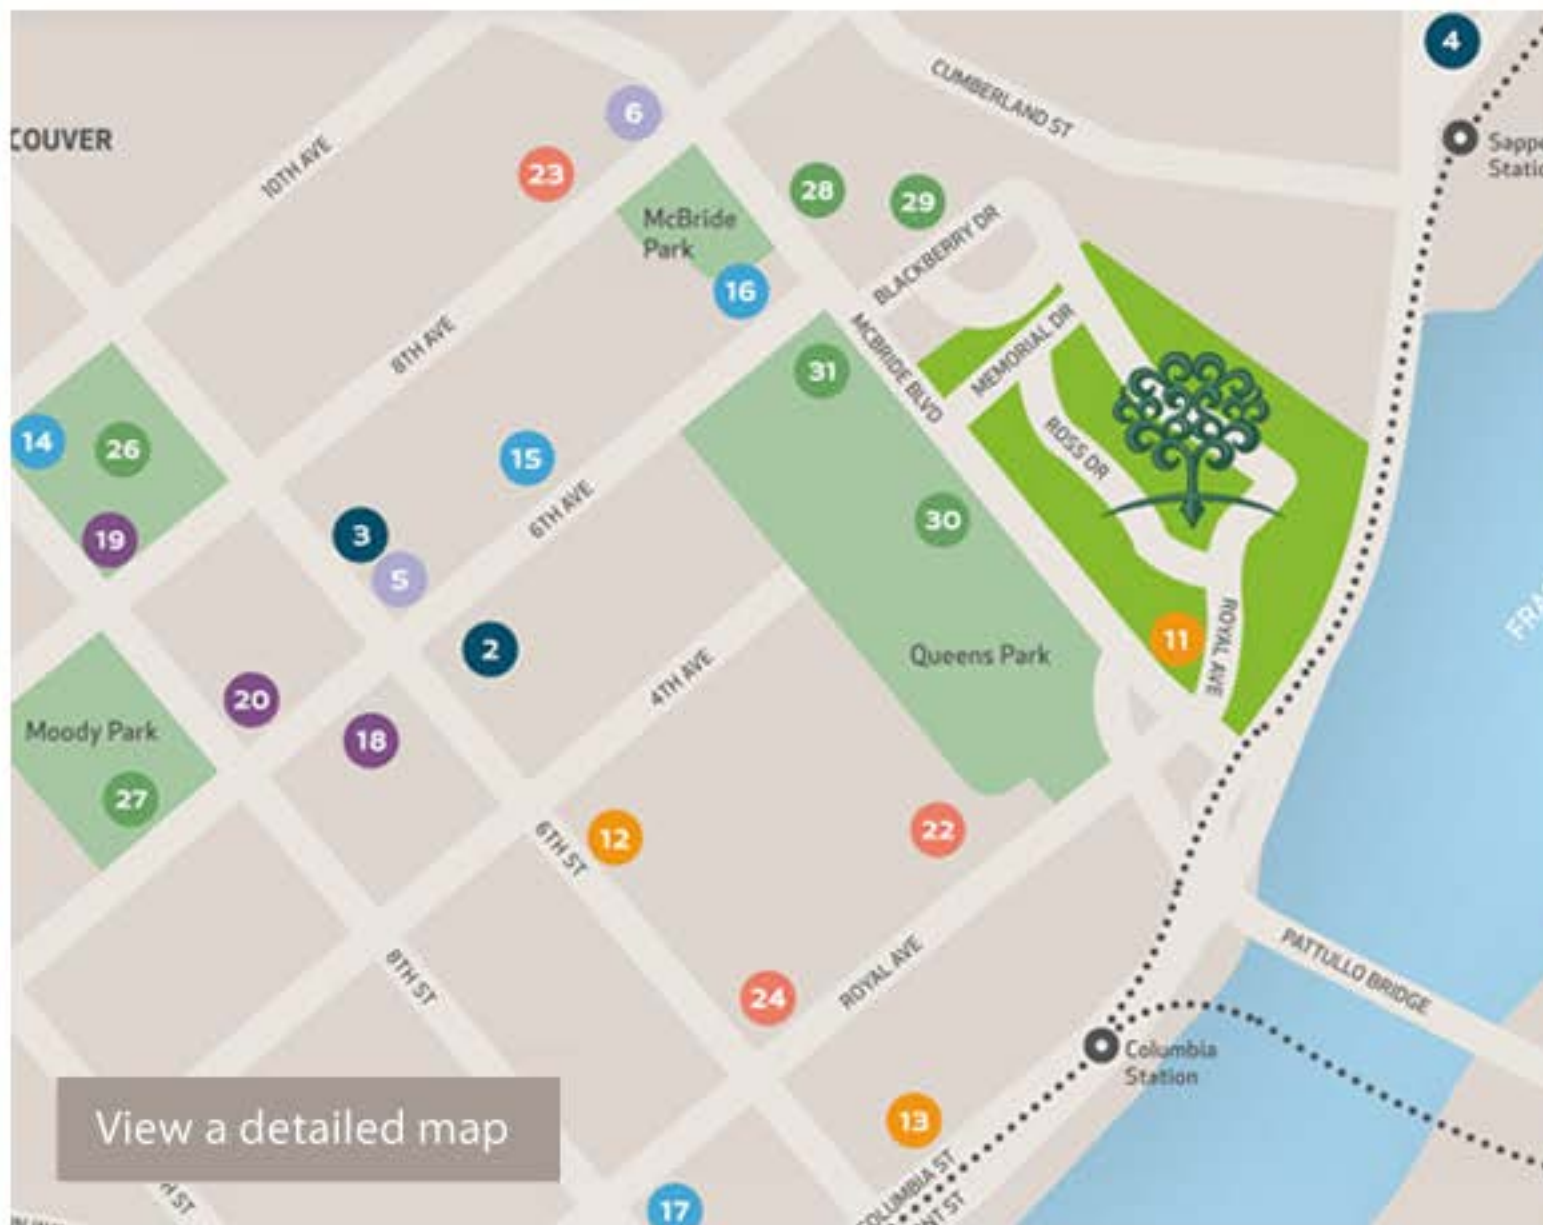 4
CUMBERLAND ST
6
COUVER
10TH AVE
23
28
29
McBride
Park
16
BLACKBERRY DR
MCBRIDE BLVD
MEMORIAL DR
8TH AVE
31
14
26
15
ROSS DR
6TH AVE
30
3
19
5
2
11
ROYAL AVE
Queens Park
4TH AVE
20
18
Moody Park
27
12
6TH ST
22
8TH ST
24
ROYAL AVE
PATTULLO BRIDGE
Columbia
Station
View a detailed map
13
COLUMBIA ST
17